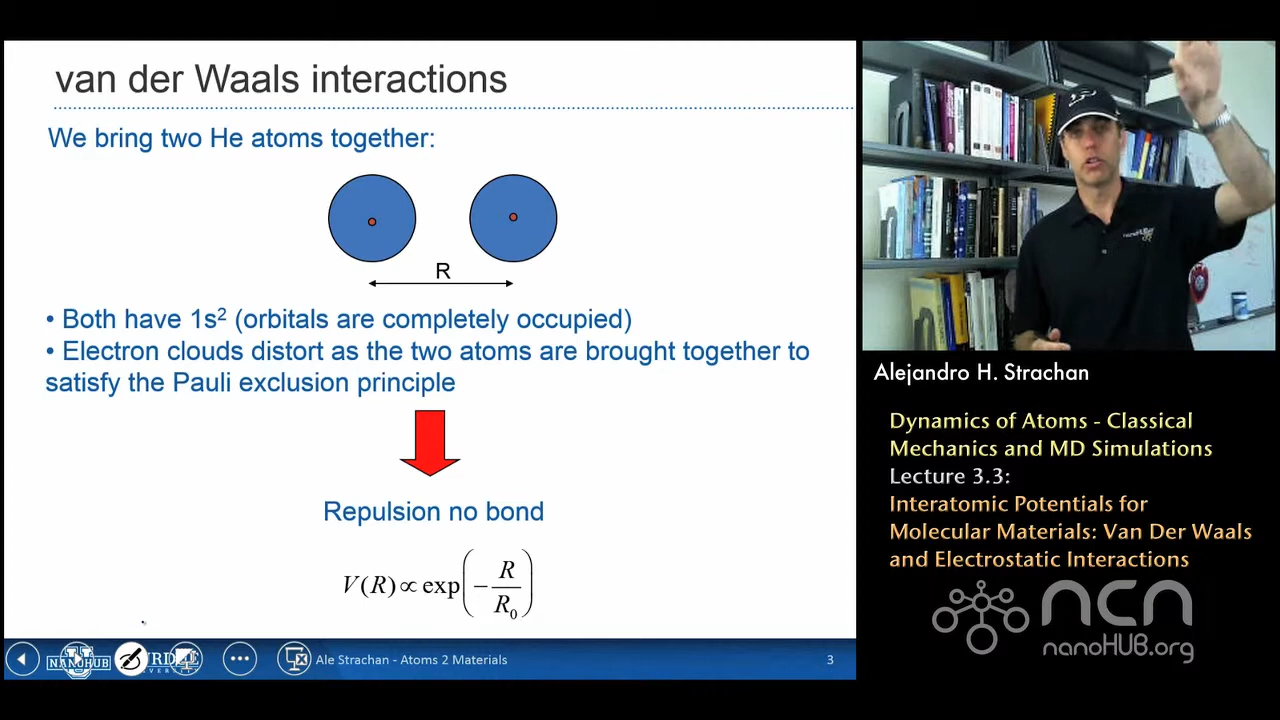 van der Waals interactions
We bring two He atoms together:
R
• Both have 1s² (orbitals are completely occupied)
• Electron clouds distort as the two atoms are brought together to
satisfy the Pauli exclusion principle
Repulsion no bond
V(R) ∝ exp(−R/R₀)
NANOHUB
Ale Strachan - Atoms 2 Materials
3
Alejandro H. Strachan
Dynamics of Atoms - Classical
Mechanics and MD Simulations
Lecture 3.3:
Interatomic Potentials for
Molecular Materials: Van Der Waals
and Electrostatic Interactions
ncn
nanoHUB.org